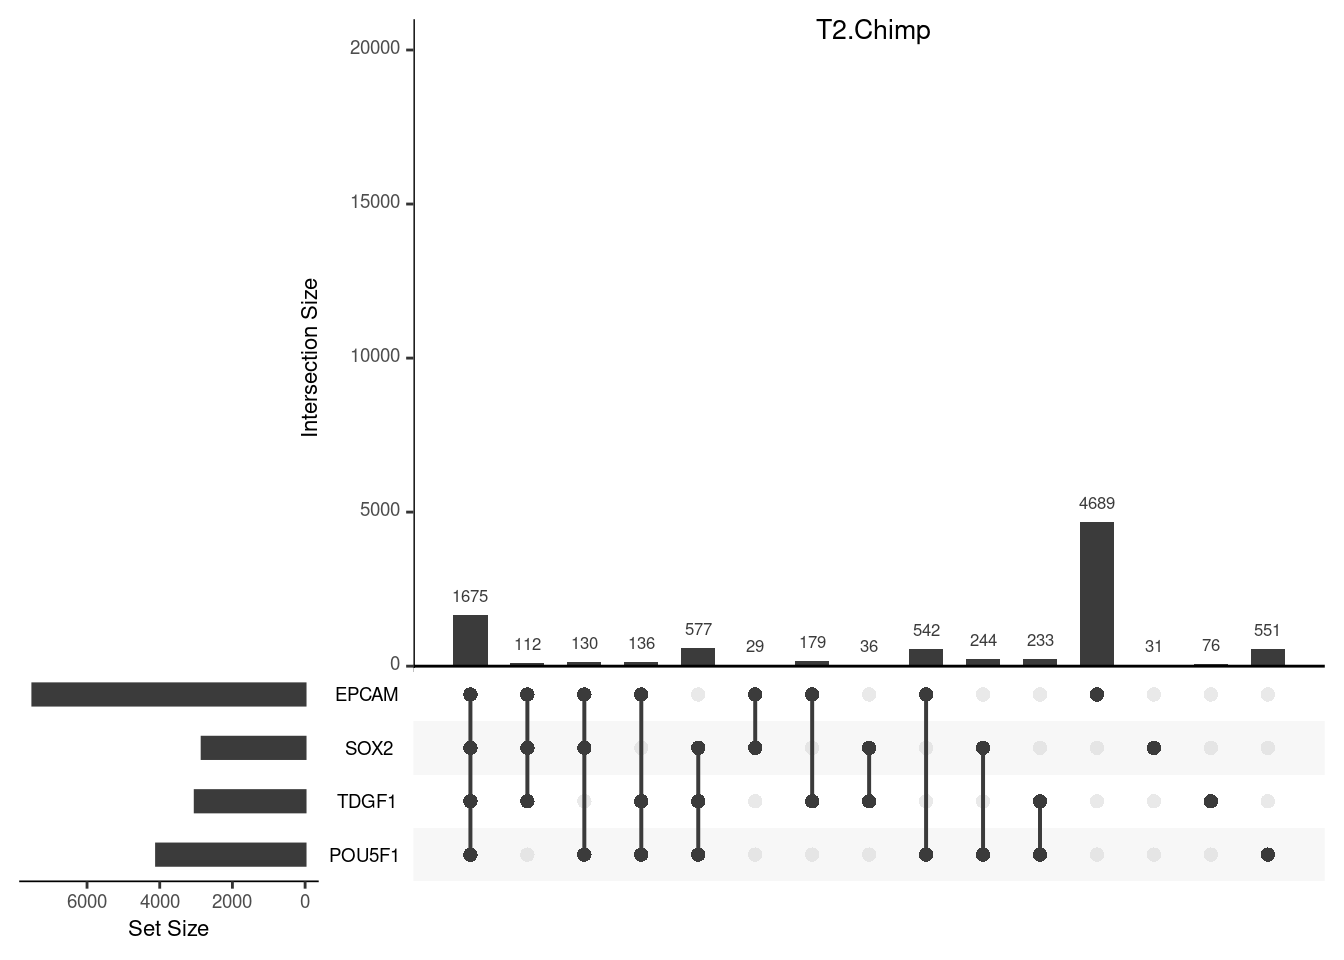 T2.Chimp
20000
15000
10000
5000
0
Intersection Size
1675 112 130 136 577 29 179 36 542 244 233 4689 31 76 551
EPCAM
SOX2
TDGF1
POU5F1
6000 4000 2000 0
Set Size